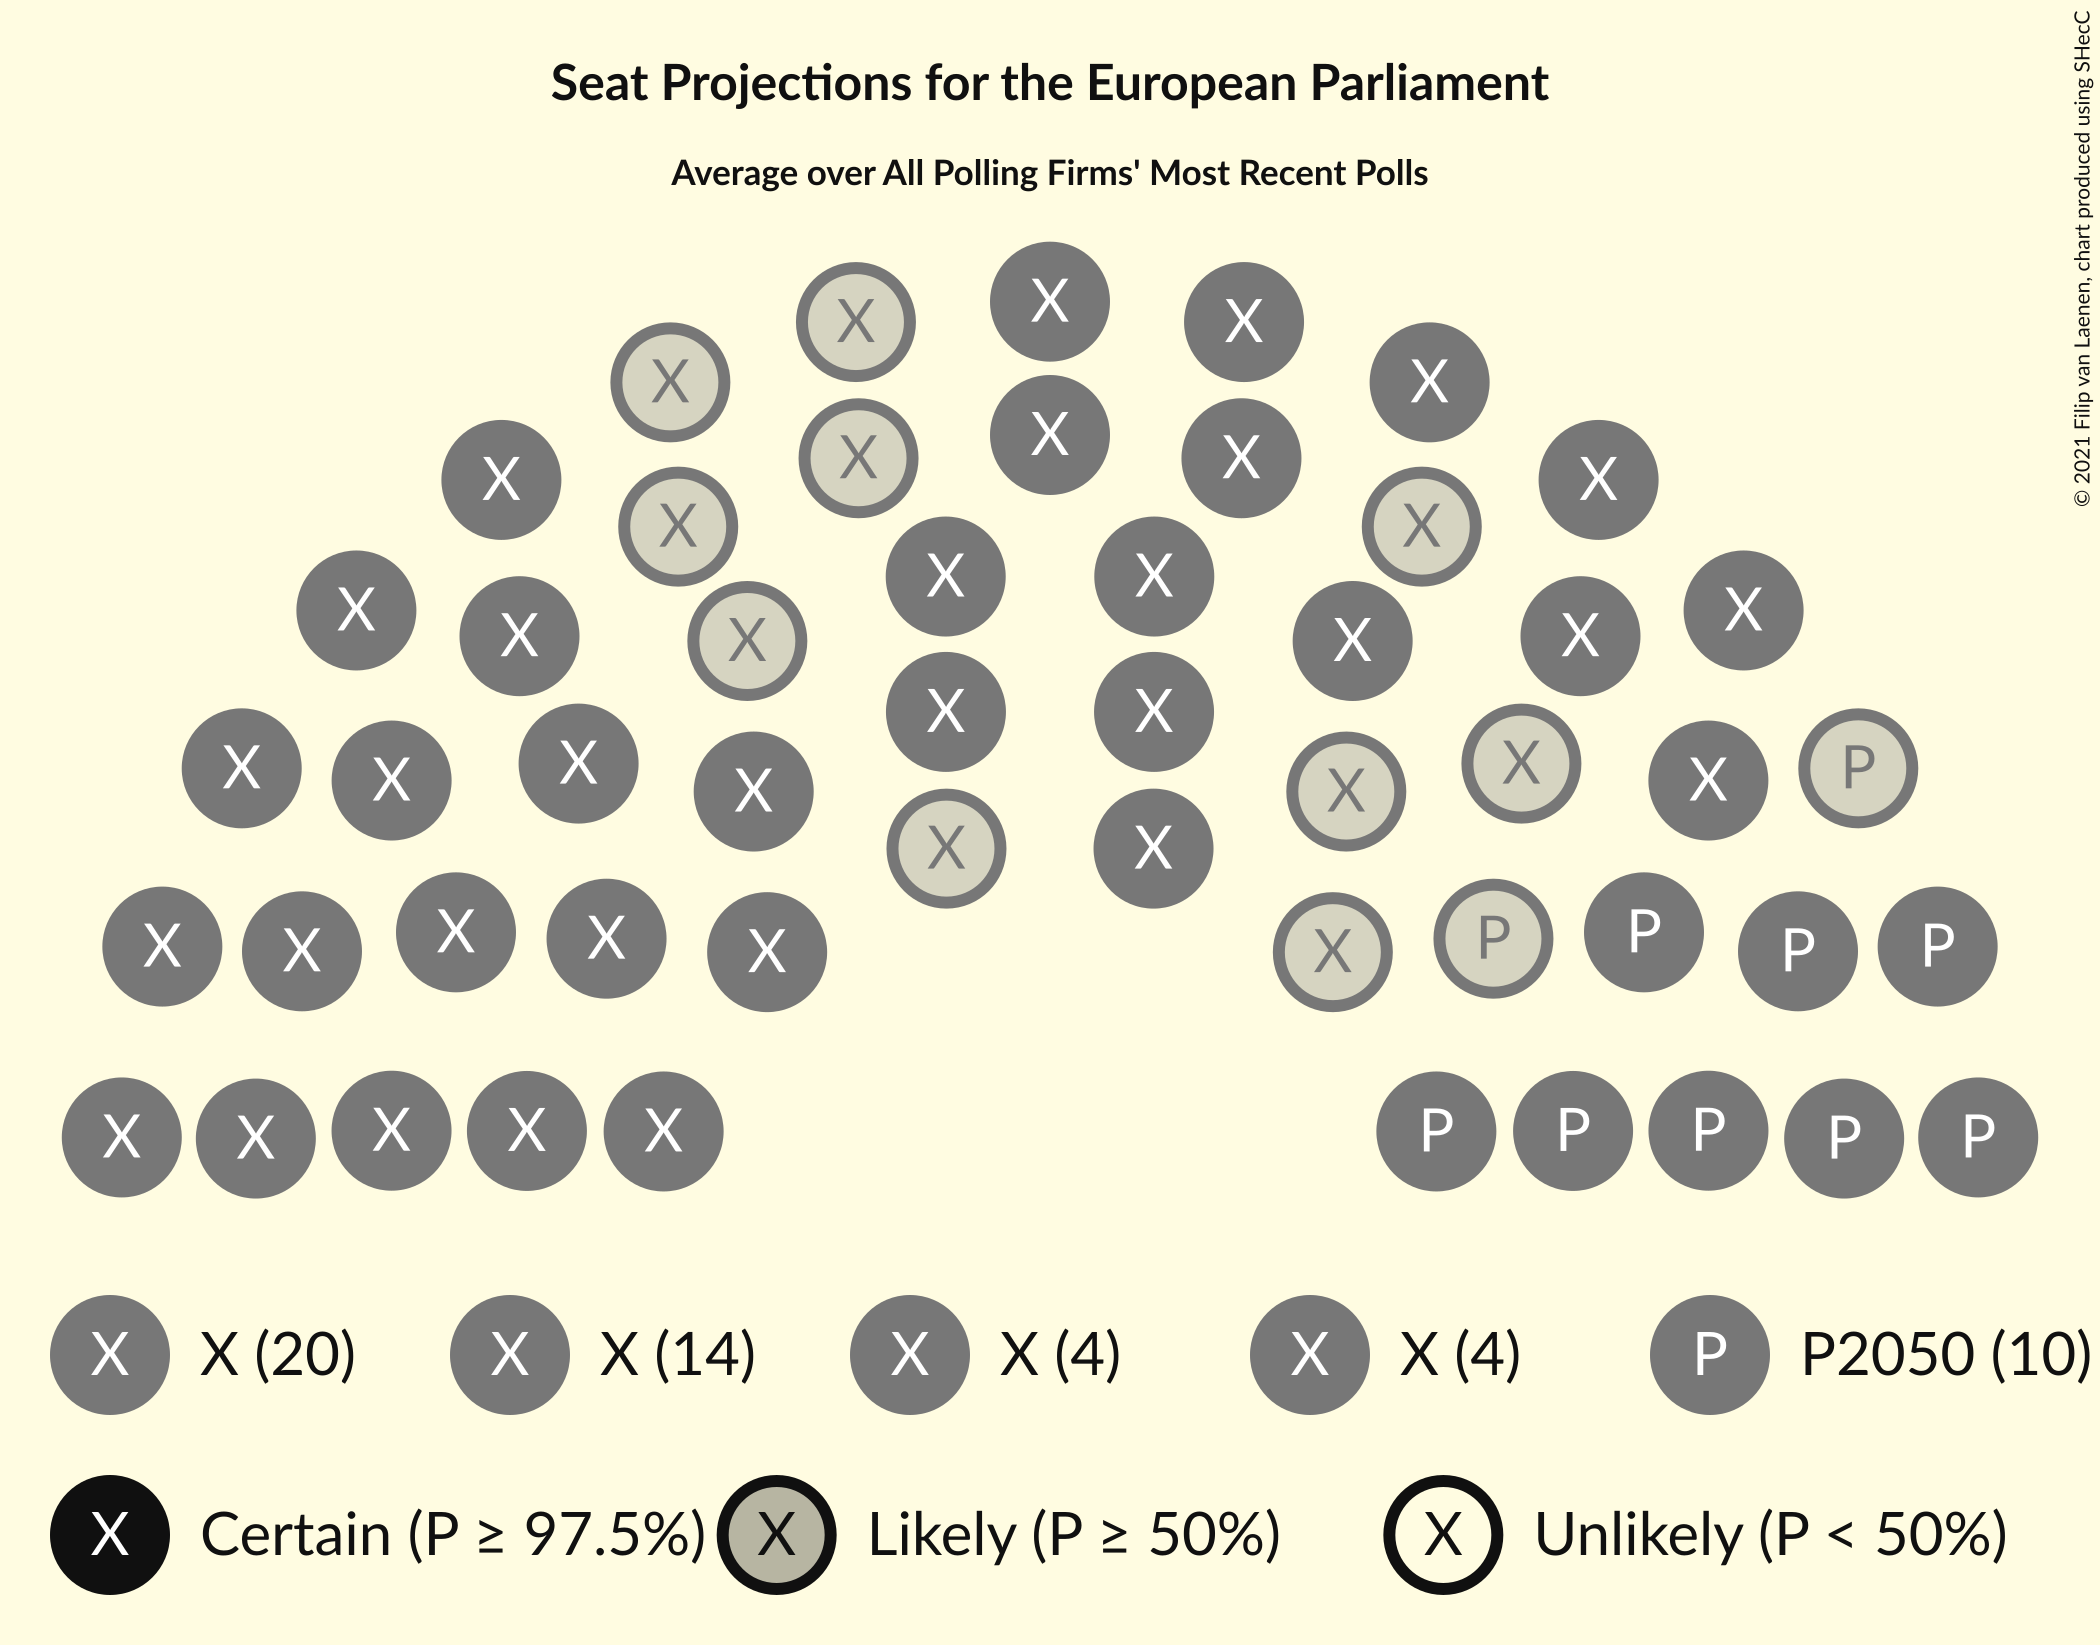 Seat Projections for the European Parliament
Average over All Polling Firms' Most Recent Polls
© 2021 Filip van Laenen, chart produced using SHecC
X
X X
X X
X
X X
X X
X X
X X
X X
X X
X X X X
X X
X X
X X X P
X X X X
X X
X X X X X X P P P P
X X X X X P P P P P
X X (20) X X (14) X X (4) X X (4) P P2050 (10)
X Certain (P ≥ 97.5%) X Likely (P ≥ 50%) X Unlikely (P < 50%)